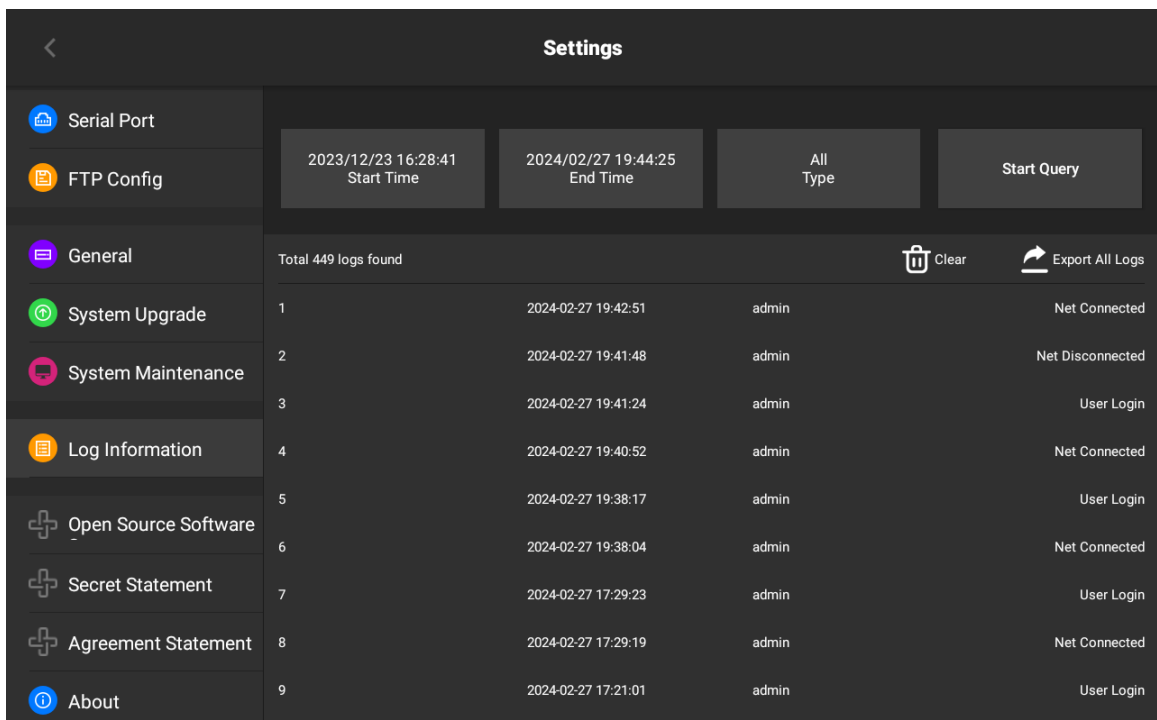 Settings
Serial Port
FTP Config
General
System Upgrade
System Maintenance
Log Information
Open Source Software
Secret Statement
Agreement Statement
About
2023/12/23 16:28:41
Start Time
2024/02/27 19:44:25
End Time
All
Type
Start Query
Total 449 logs found
Clear
Export All Logs
1 2024-02-27 19:42:51 admin Net Connected
2 2024-02-27 19:41:48 admin Net Disconnected
3 2024-02-27 19:41:24 admin User Login
4 2024-02-27 19:40:52 admin Net Connected
5 2024-02-27 19:38:17 admin User Login
6 2024-02-27 19:38:04 admin Net Connected
7 2024-02-27 17:29:23 admin User Login
8 2024-02-27 17:29:19 admin Net Connected
9 2024-02-27 17:21:01 admin User Login